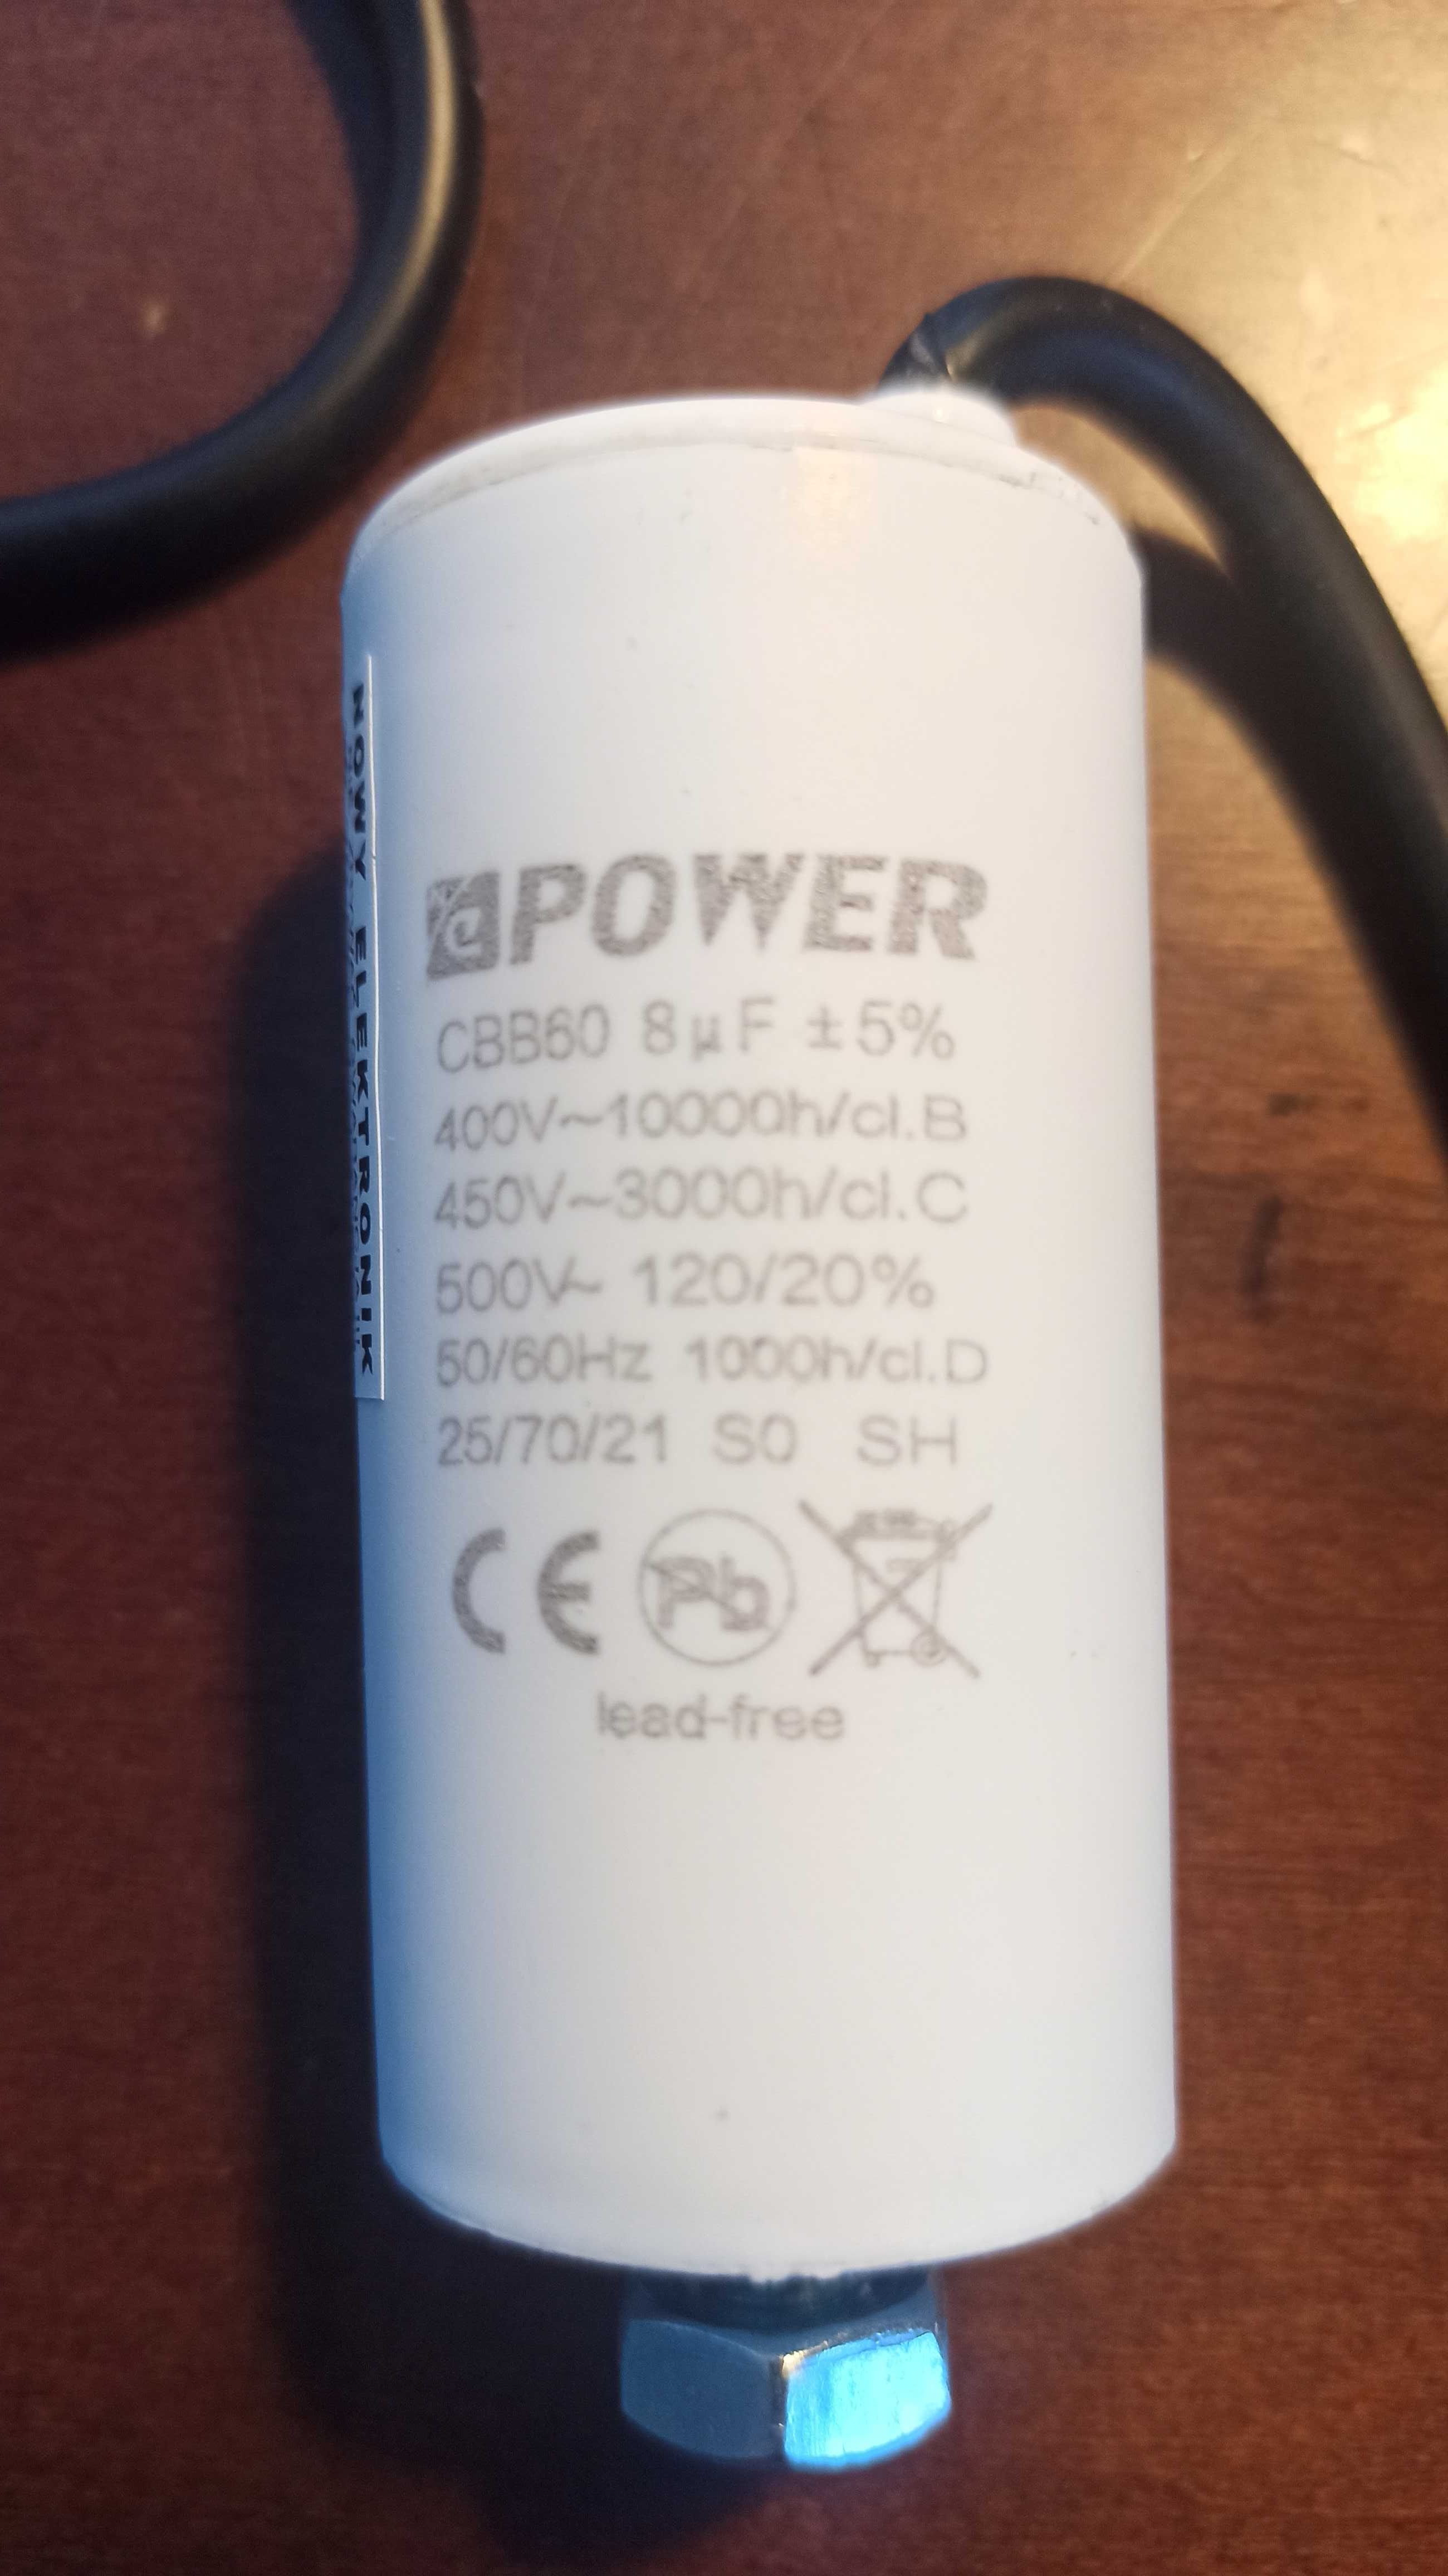 POWER
CBB60 8µF ±5%
400V~10000h/cl.B
450V~3000h/cl.C
500V~ 120/20%
50/60Hz 1000h/cl.D
25/70/21 S0 SH
CE Pb
lead-free
NOWY ELEKTRONIK